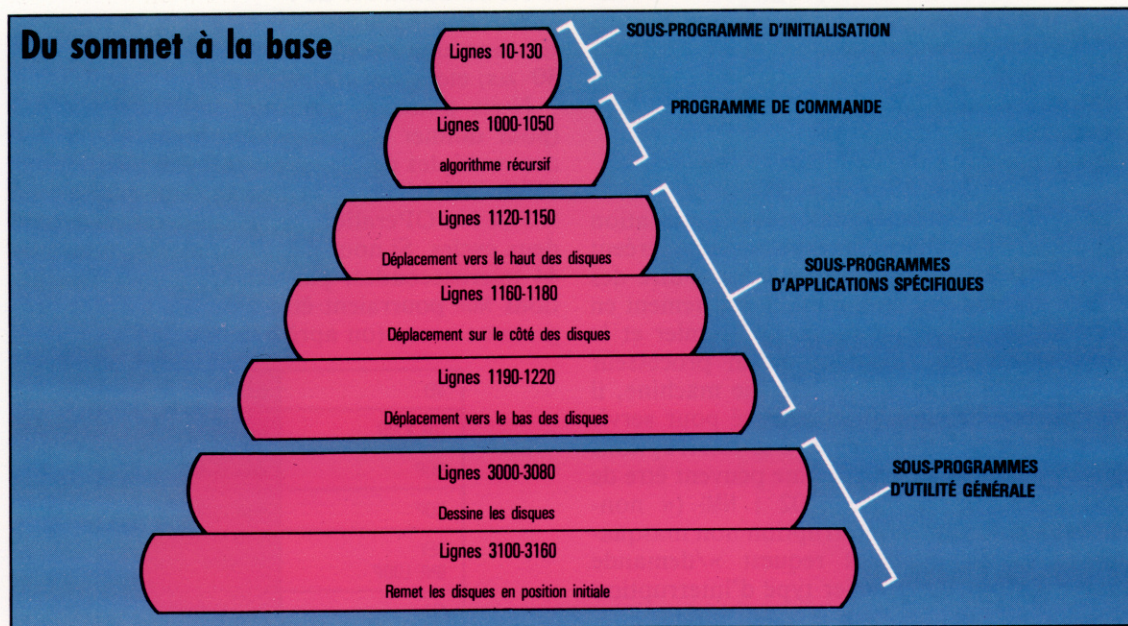 Du sommet à la base
Lignes 10-130
SOUS-PROGRAMME D'INITIALISATION
Lignes 1000-1050
algorithme récursif
PROGRAMME DE COMMANDE
Lignes 1120-1150
Déplacement vers le haut des disques
Lignes 1160-1180
Déplacement sur le côté des disques
Lignes 1190-1220
Déplacement vers le bas des disques
SOUS-PROGRAMMES
D'APPLICATIONS SPÉCIFIQUES
Lignes 3000-3080
Dessine les disques
Lignes 3100-3160
Remet les disques en position initiale
SOUS-PROGRAMMES
D'UTILITÉ GÉNÉRALE